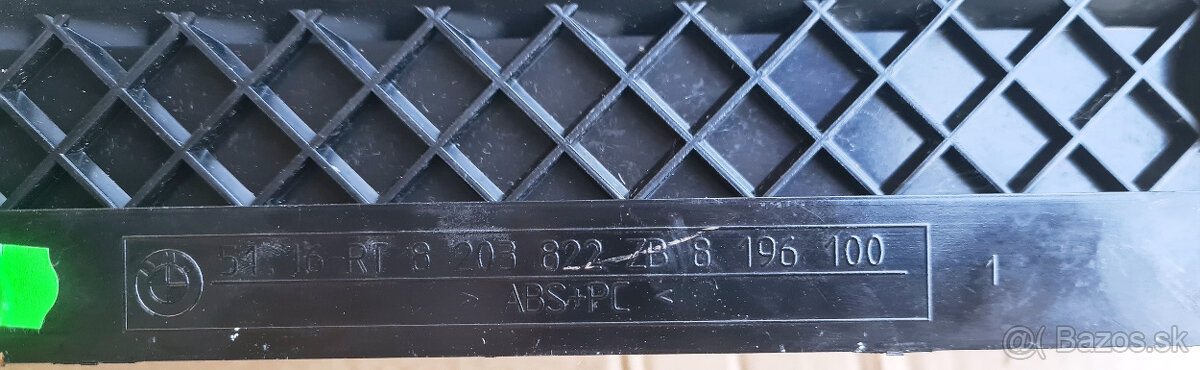 51.16-RT 8 203 822 ZB 8 196 100
> ABS+PC <
1
@( Bazos.sk